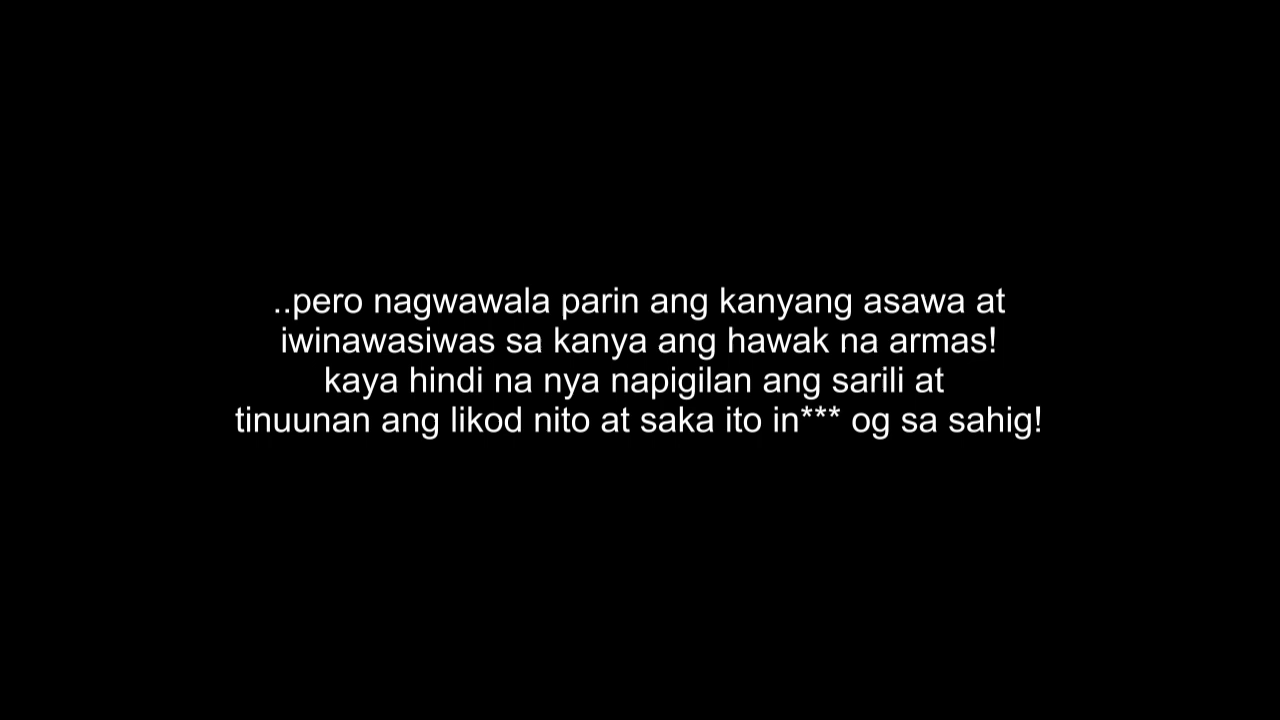 ..pero nagwawala parin ang kanyang asawa at
iwinawasiwas sa kanya ang hawak na armas!
kaya hindi na nya napigilan ang sarili at
tinuunan ang likod nito at saka ito in*** og sa sahig!